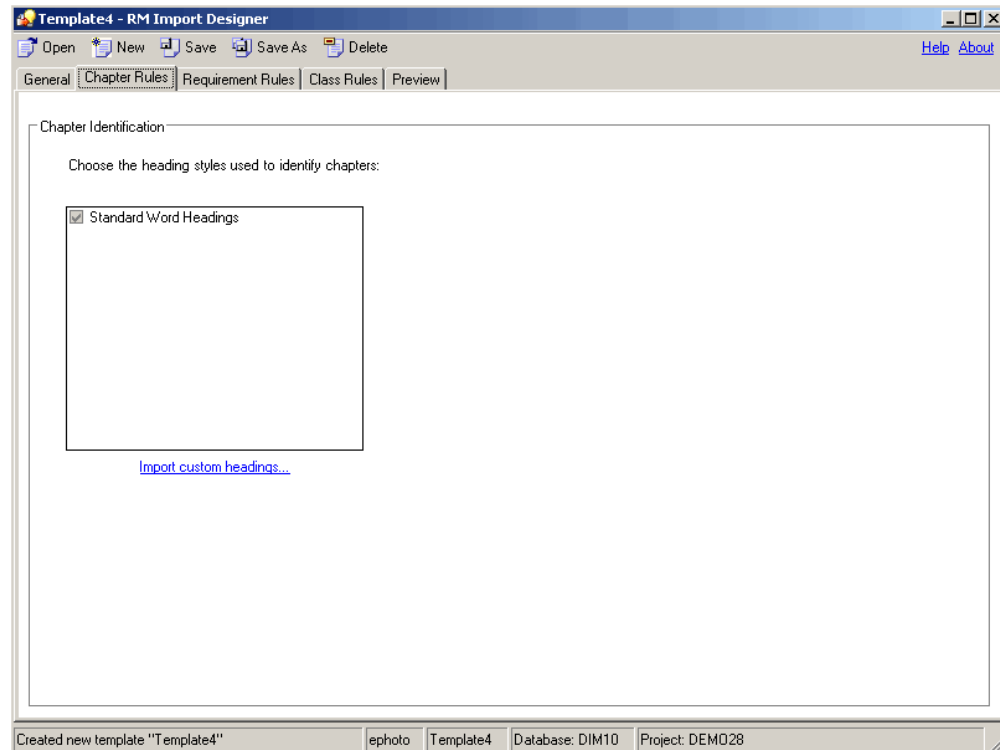 Template4 - RM Import Designer
Open New Save Save As Delete Help About
General Chapter Rules Requirement Rules Class Rules Preview
Chapter Identification
Choose the heading styles used to identify chapters:
Standard Word Headings
Import custom headings...
Created new template "Template4" ephoto Template4 Database: DIM10 Project: DEMO28